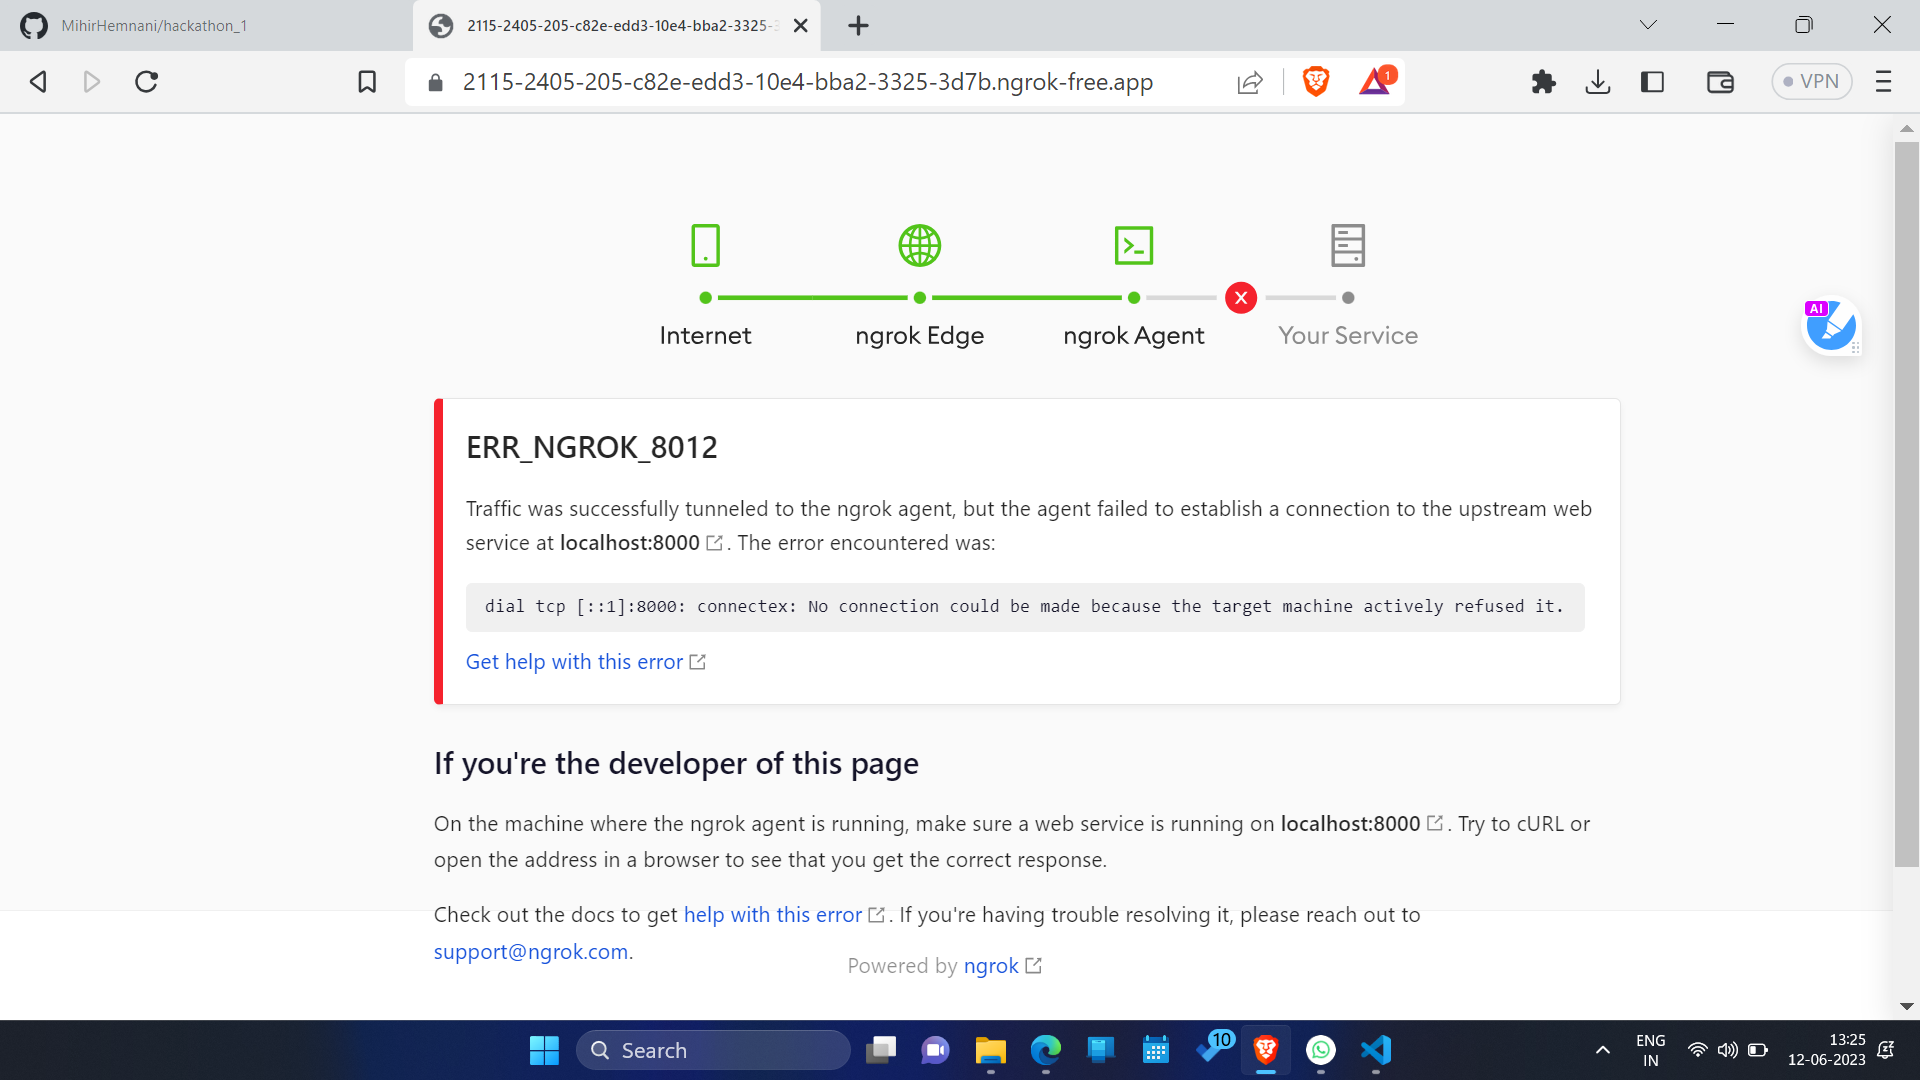 MihirHemnani/hackathon_1
2115-2405-205-c82e-edd3-10e4-bba2-3325-3
2115-2405-205-c82e-edd3-10e4-bba2-3325-3d7b.ngrok-free.app
1
VPN
Internet
ngrok Edge
ngrok Agent
Your Service
AI
ERR_NGROK_8012
Traffic was successfully tunneled to the ngrok agent, but the agent failed to establish a connection to the upstream web
service at localhost:8000. The error encountered was:
dial tcp [::1]:8000: connectex: No connection could be made because the target machine actively refused it.
Get help with this error
If you're the developer of this page
On the machine where the ngrok agent is running, make sure a web service is running on localhost:8000. Try to cURL or
open the address in a browser to see that you get the correct response.
Check out the docs to get help with this error. If you're having trouble resolving it, please reach out to
support@ngrok.com.
Powered by ngrok
Search
10
ENG
IN
13:25
12-06-2023